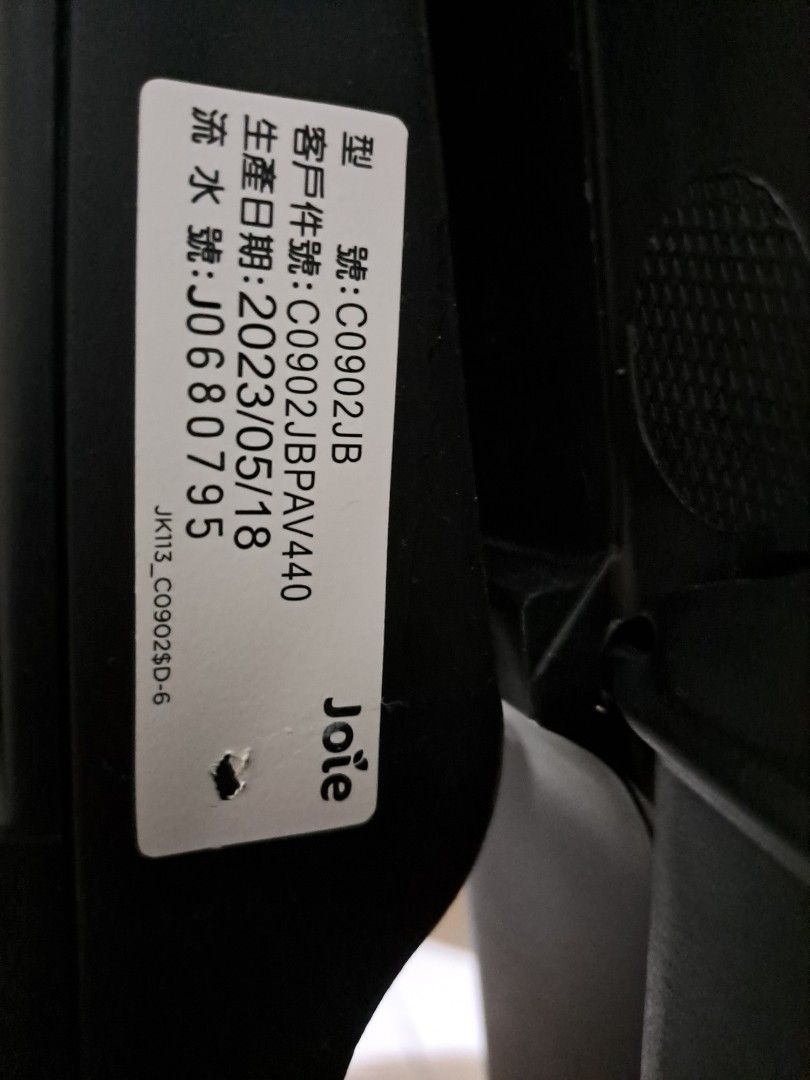 型 號:C0902JB
客戶件號:C0902JBPAV440
生產日期:2023/05/18
流水號:J0680795
JK113_C0902$D-6
Joie